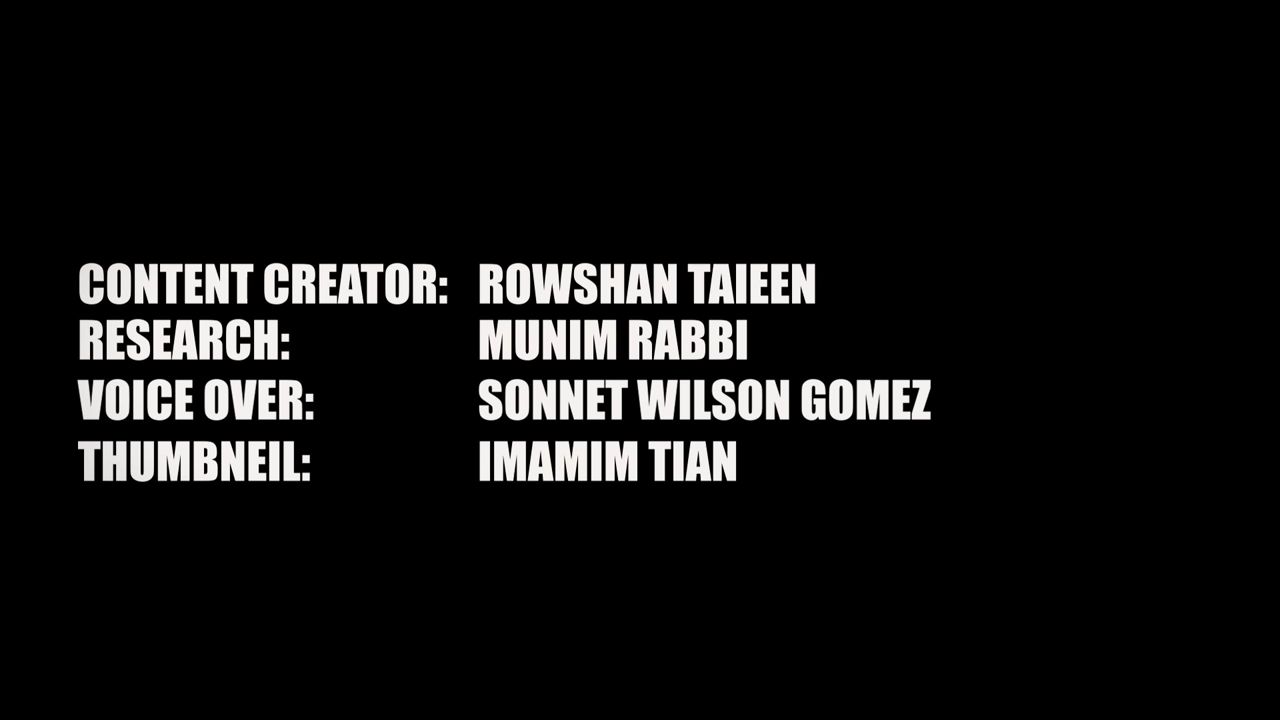 CONTENT CREATOR: ROWSHAN TAIEEN
RESEARCH: MUNIM RABBI
VOICE OVER: SONNET WILSON GOMEZ
THUMBNEIL: IMAMIM TIAN